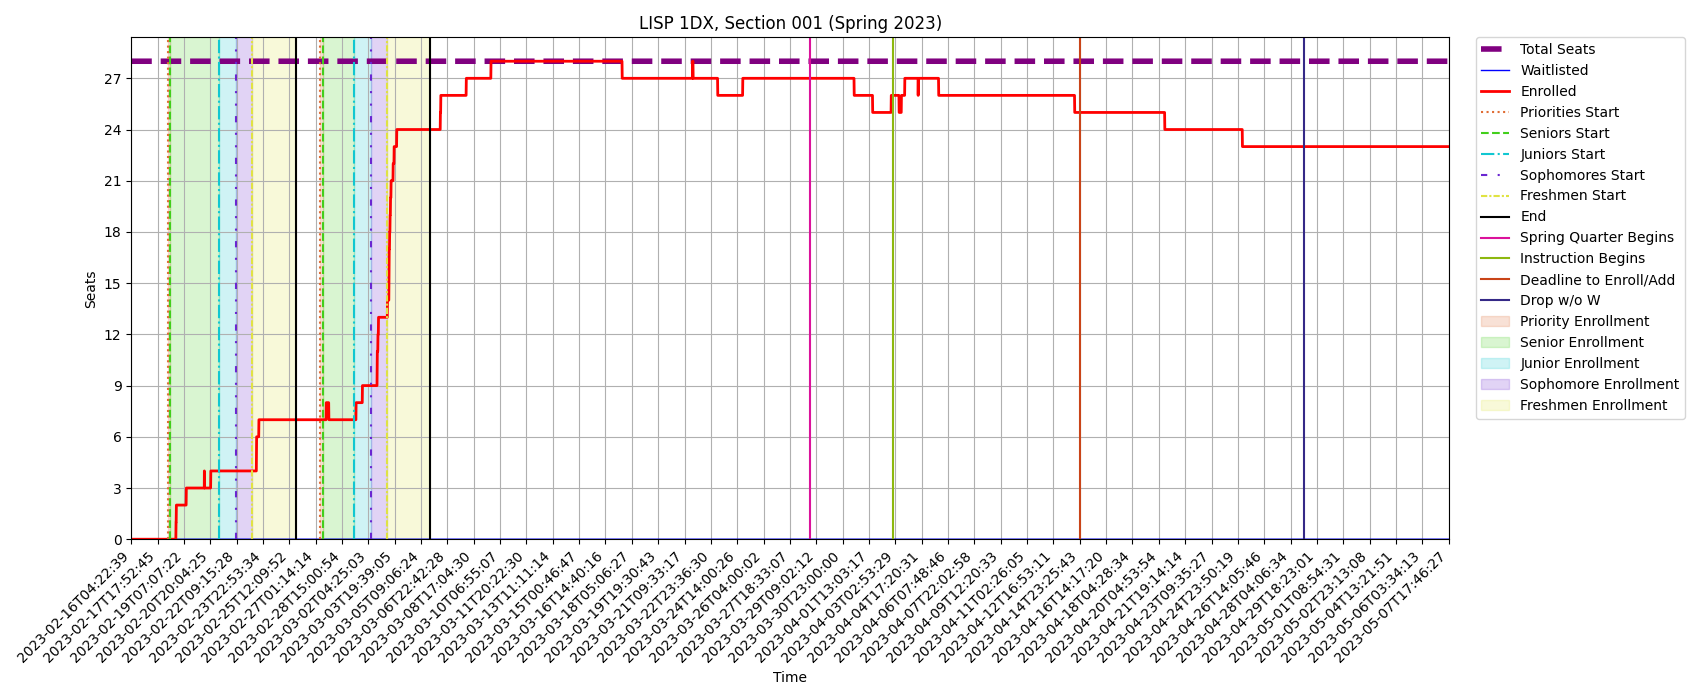 LISP 1DX, Section 001 (Spring 2023)
Total Seats
Waitlisted
Enrolled
Priorities Start
Seniors Start
Juniors Start
Sophomores Start
Freshmen Start
End
Spring Quarter Begins
Instruction Begins
Deadline to Enroll/Add
Drop w/o W
Priority Enrollment
Senior Enrollment
Junior Enrollment
Sophomore Enrollment
Freshmen Enrollment
Seats
27
24
21
18
15
12
9
6
3
0
2023-02-16T04:22:39
2023-02-17T17:52:45
2023-02-19T07:07:22
2023-02-20T20:04:25
2023-02-22T09:15:28
2023-02-23T22:53:34
2023-02-25T12:09:52
2023-02-27T01:14:14
2023-02-28T15:00:54
2023-03-02T04:25:03
2023-03-03T19:39:05
2023-03-05T09:06:24
2023-03-06T22:42:28
2023-03-08T17:04:30
2023-03-10T06:55:07
2023-03-11T20:22:30
2023-03-13T11:11:14
2023-03-15T00:46:47
2023-03-16T14:40:16
2023-03-18T05:06:27
2023-03-19T19:30:43
2023-03-21T09:33:17
2023-03-22T23:36:30
2023-03-24T14:00:26
2023-03-26T04:00:02
2023-03-27T18:33:07
2023-03-29T09:02:12
2023-03-30T23:00:00
2023-04-01T13:03:17
2023-04-03T02:53:29
2023-04-04T17:20:31
2023-04-06T07:48:46
2023-04-07T22:02:58
2023-04-09T12:20:33
2023-04-11T02:26:05
2023-04-12T16:53:11
2023-04-14T23:25:43
2023-04-16T14:17:20
2023-04-18T04:28:34
2023-04-20T04:53:54
2023-04-21T19:14:14
2023-04-23T09:35:27
2023-04-24T23:50:19
2023-04-26T14:05:46
2023-04-28T04:06:34
2023-04-29T18:23:01
2023-05-01T08:54:31
2023-05-02T23:13:08
2023-05-04T13:21:51
2023-05-06T03:34:13
2023-05-07T17:46:27
Time